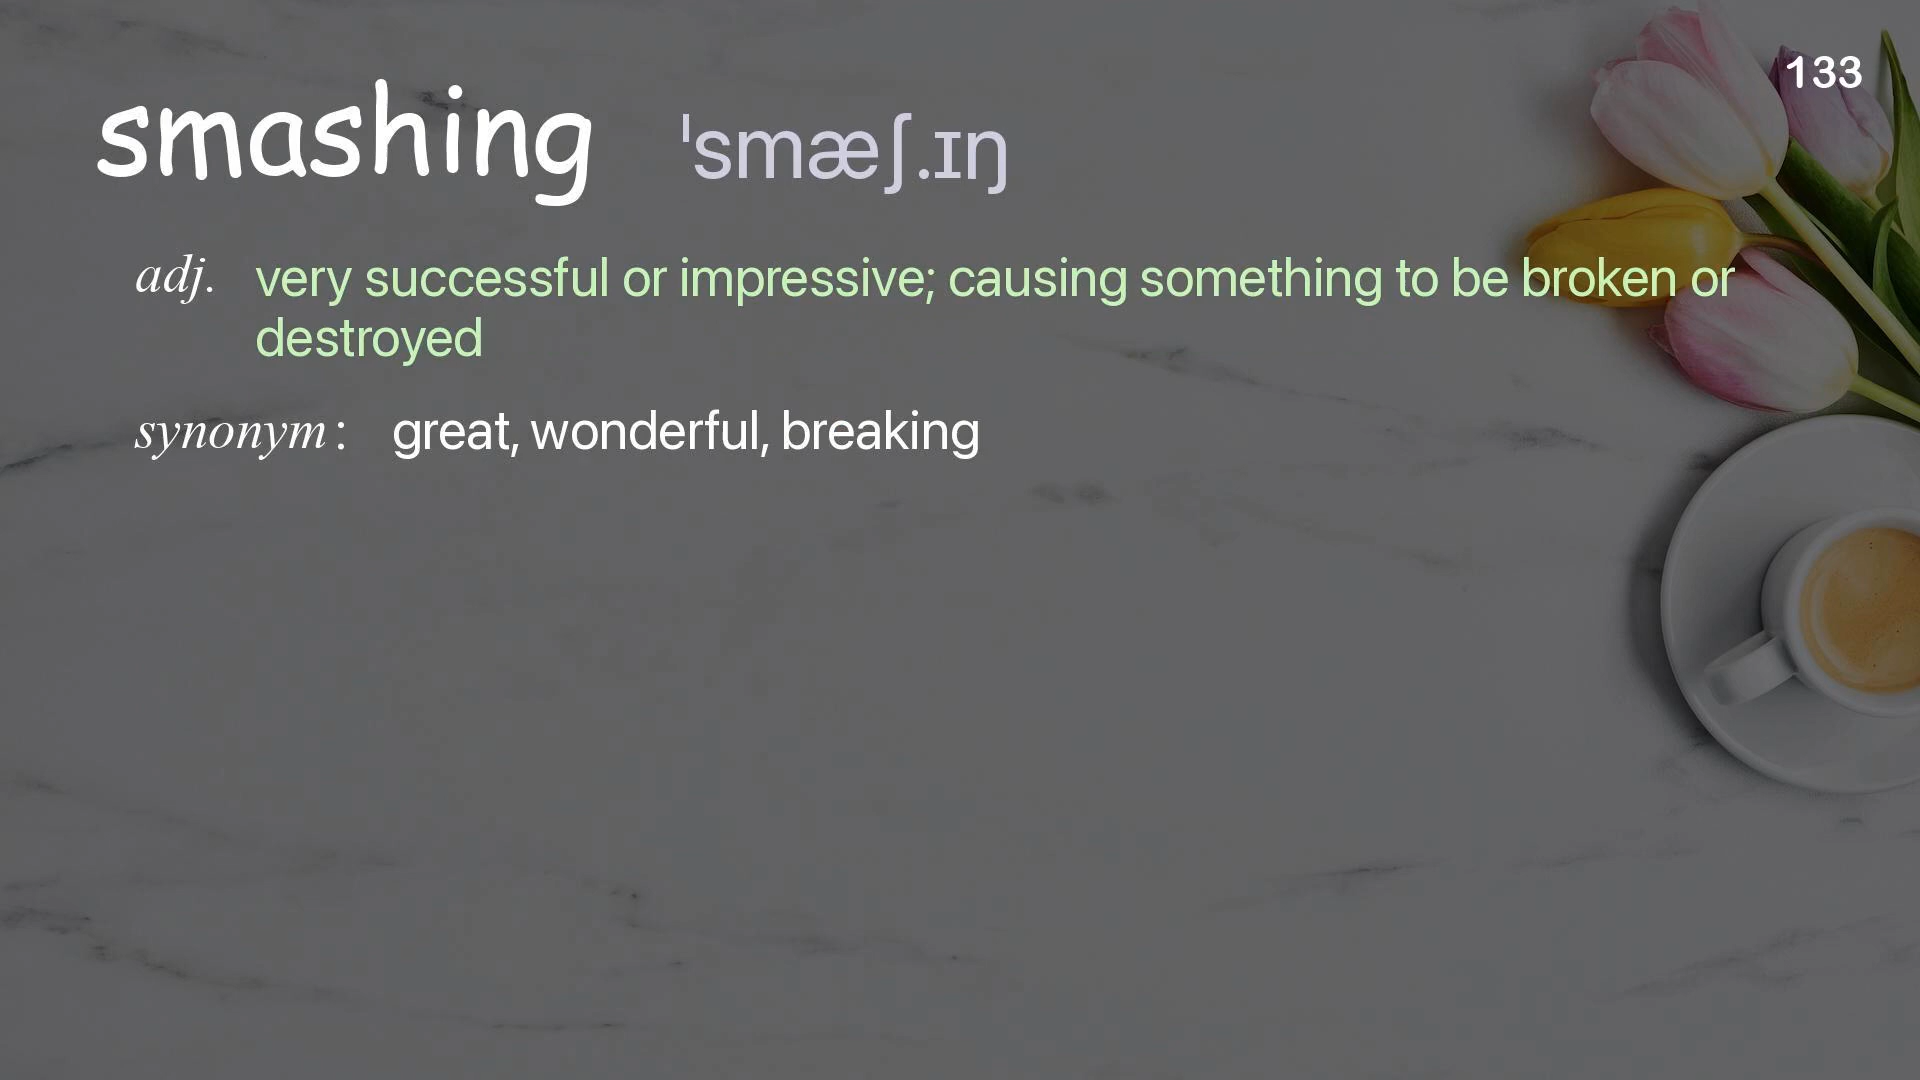 133
smashing ˈsmæʃ.ɪŋ
adj. very successful or impressive; causing something to be broken or
destroyed
synonym: great, wonderful, breaking